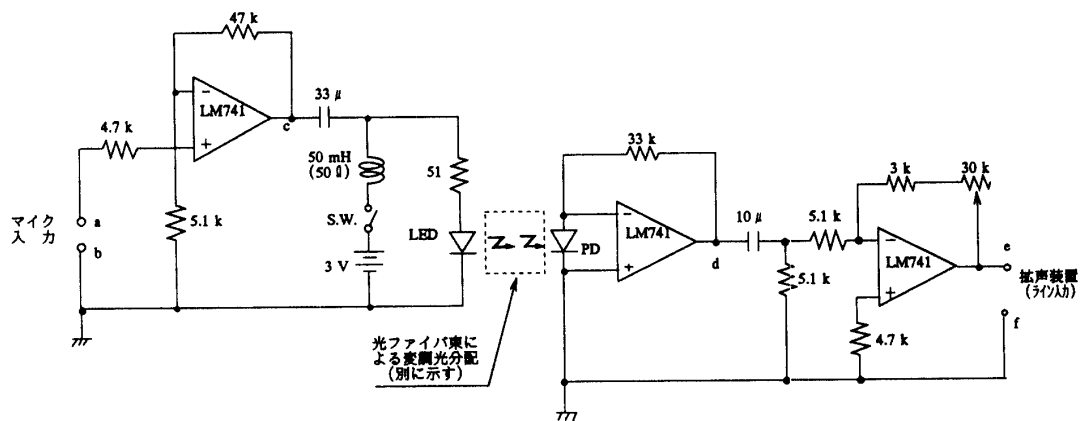 47 k
LM741
−
+
c
33 μ
4.7 k
50 mH
(50 Ω)
51
S.W.
3 V
LED
5.1 k
マイク
入 力
a
b
光ファイバ束に
よる変調光分配
(別に示す)
PD
33 k
LM741
−
+
d
10 μ
5.1 k
5.1 k
3 k
30 k
LM741
−
+
4.7 k
e
拡声装置
(ライン入力)
f